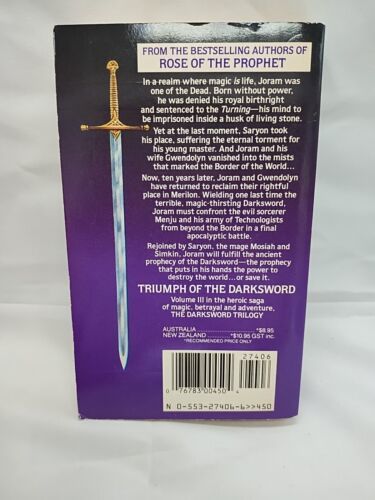 FROM THE BESTSELLING AUTHORS OF
ROSE OF THE PROPHET
In a realm where magic is life, Joram was
one of the Dead. Born without power,
he was denied his royal birthright
and sentenced to the Turning—his mind to
be imprisoned inside a husk of living stone.
Yet at the last moment, Saryon took
his place, suffering the eternal torment for
his young master. And Joram and his
wife Gwendolyn vanished into the mists
that marked the Border of the World...
Now, ten years later, Joram and Gwendolyn
have returned to reclaim their rightful
place in Merilon. Wielding one last time the
terrible, magic-thirsting Darksword,
Joram must confront the evil sorcerer
Menju and his army of Technologists
from beyond the Border in a final
apocalyptic battle.
Rejoined by Saryon, the mage Mosiah and
Simkin, Joram will fulfill the ancient
prophecy of the Darksword—the prophecy
that puts in his hands the power to
destroy the world...or save it.
TRIUMPH OF THE DARKSWORD
Volume III in the heroic saga
of magic, betrayal and adventure,
THE DARKSWORD TRILOGY
AUSTRALIA ................ *$8.95
NEW ZEALAND ............ *$10.95 GST inc.
*RECOMMENDED PRICE ONLY
27406
0 76783 00450 4
N 0-553-27406-6>>450